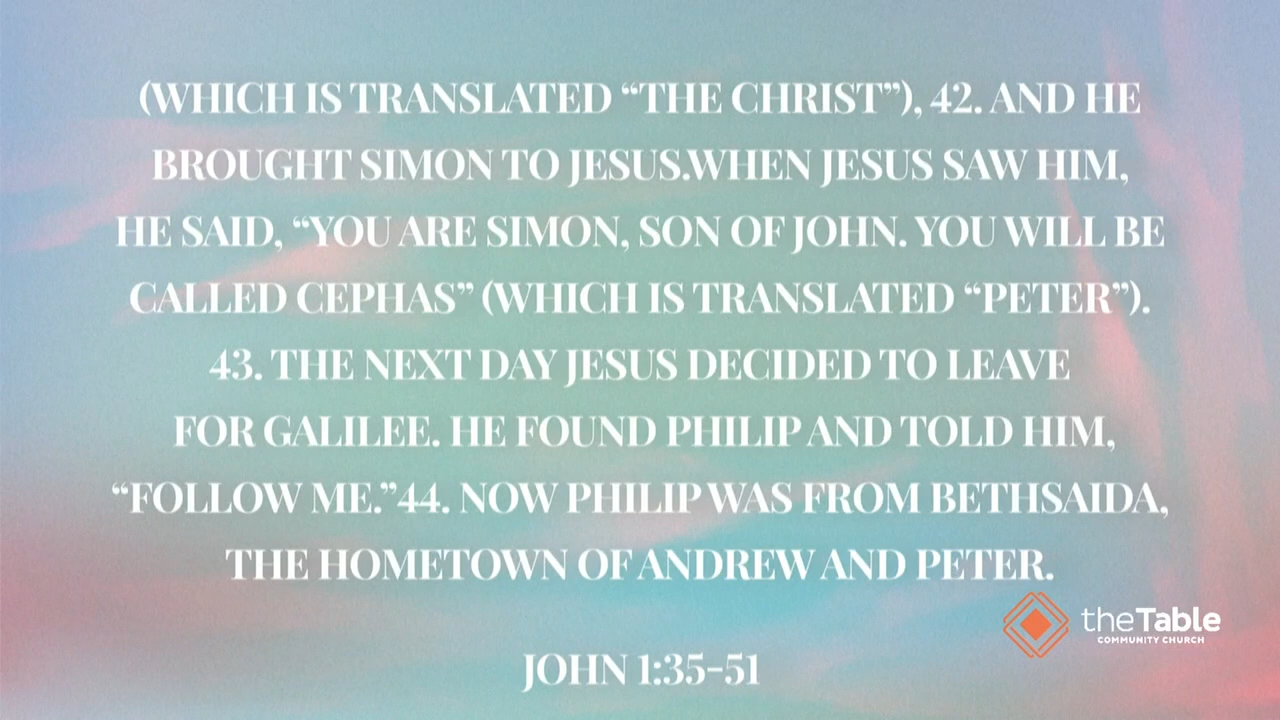 (WHICH IS TRANSLATED “THE CHRIST”), 42. AND HE
BROUGHT SIMON TO JESUS.WHEN JESUS SAW HIM,
HE SAID, “YOU ARE SIMON, SON OF JOHN. YOU WILL BE
CALLED CEPHAS” (WHICH IS TRANSLATED “PETER”).
43. THE NEXT DAY JESUS DECIDED TO LEAVE
FOR GALILEE. HE FOUND PHILIP AND TOLD HIM,
“FOLLOW ME.”44. NOW PHILIP WAS FROM BETHSAIDA,
THE HOMETOWN OF ANDREW AND PETER.
theTable
COMMUNITY CHURCH
JOHN 1:35-51